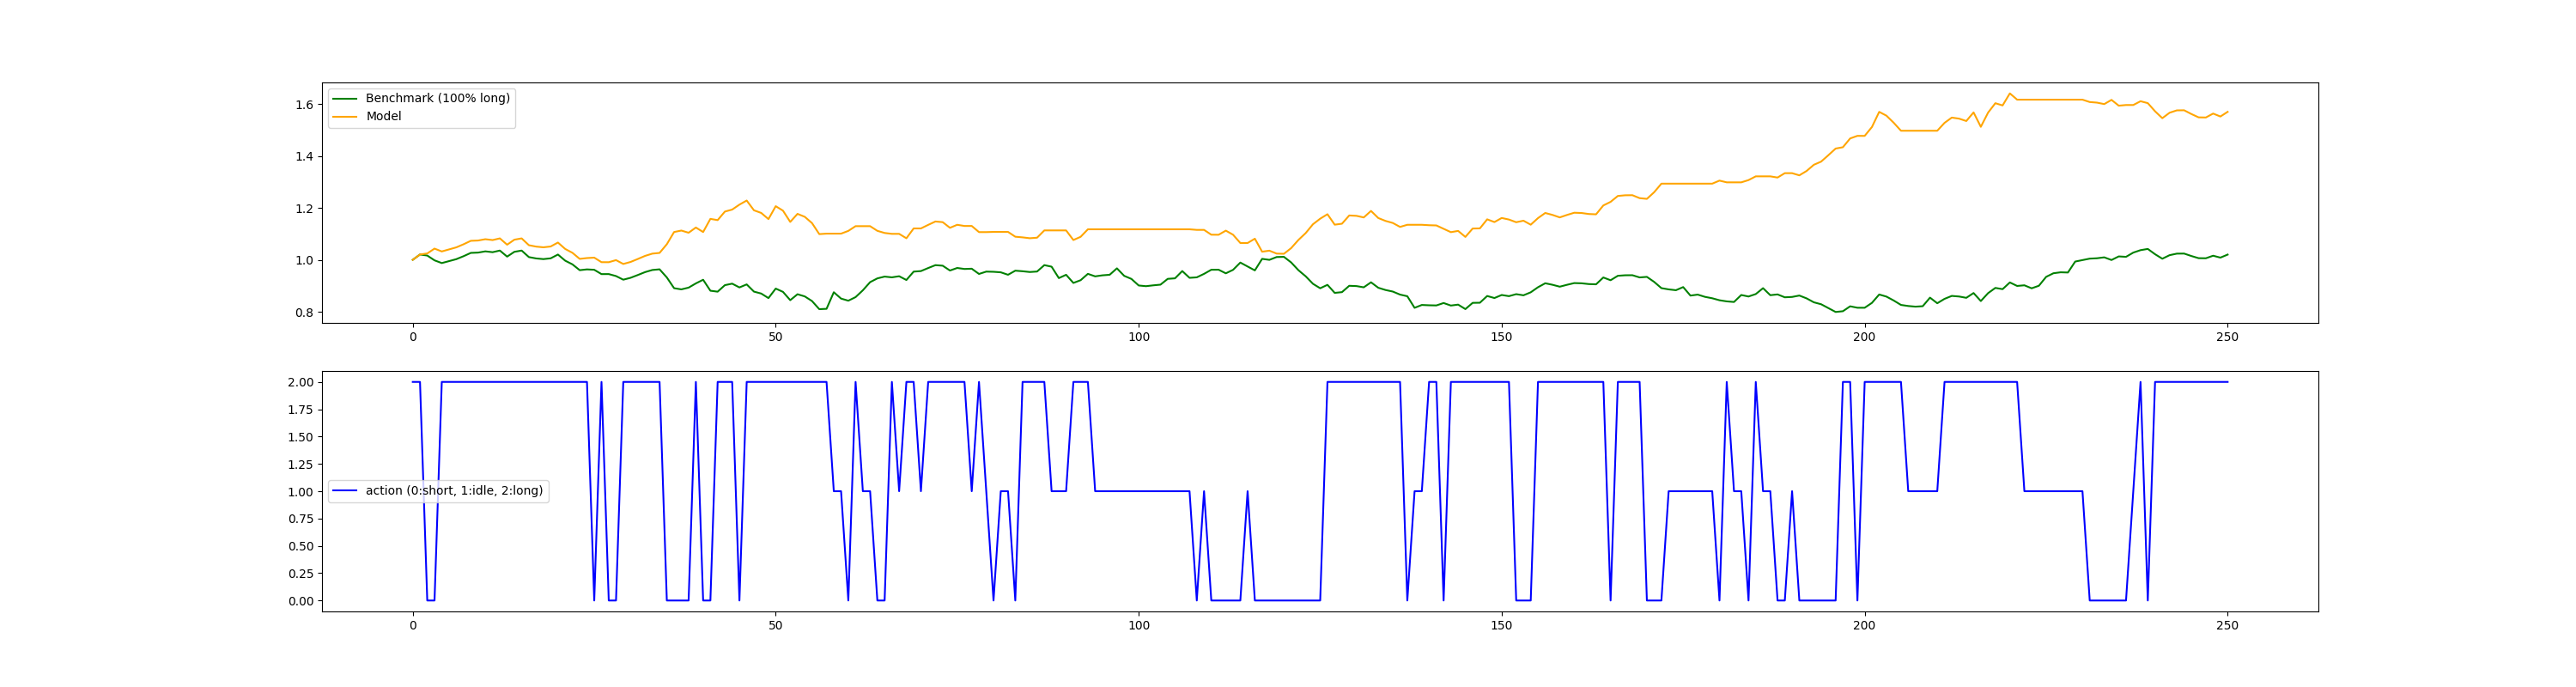 Benchmark (100% long)
Model
1.6
1.4
1.2
1.0
0.8
0 50 100 150 200 250
2.00
1.75
1.50
1.25
1.00
0.75
0.50
0.25
0.00
action (0:short, 1:idle, 2:long)
0 50 100 150 200 250